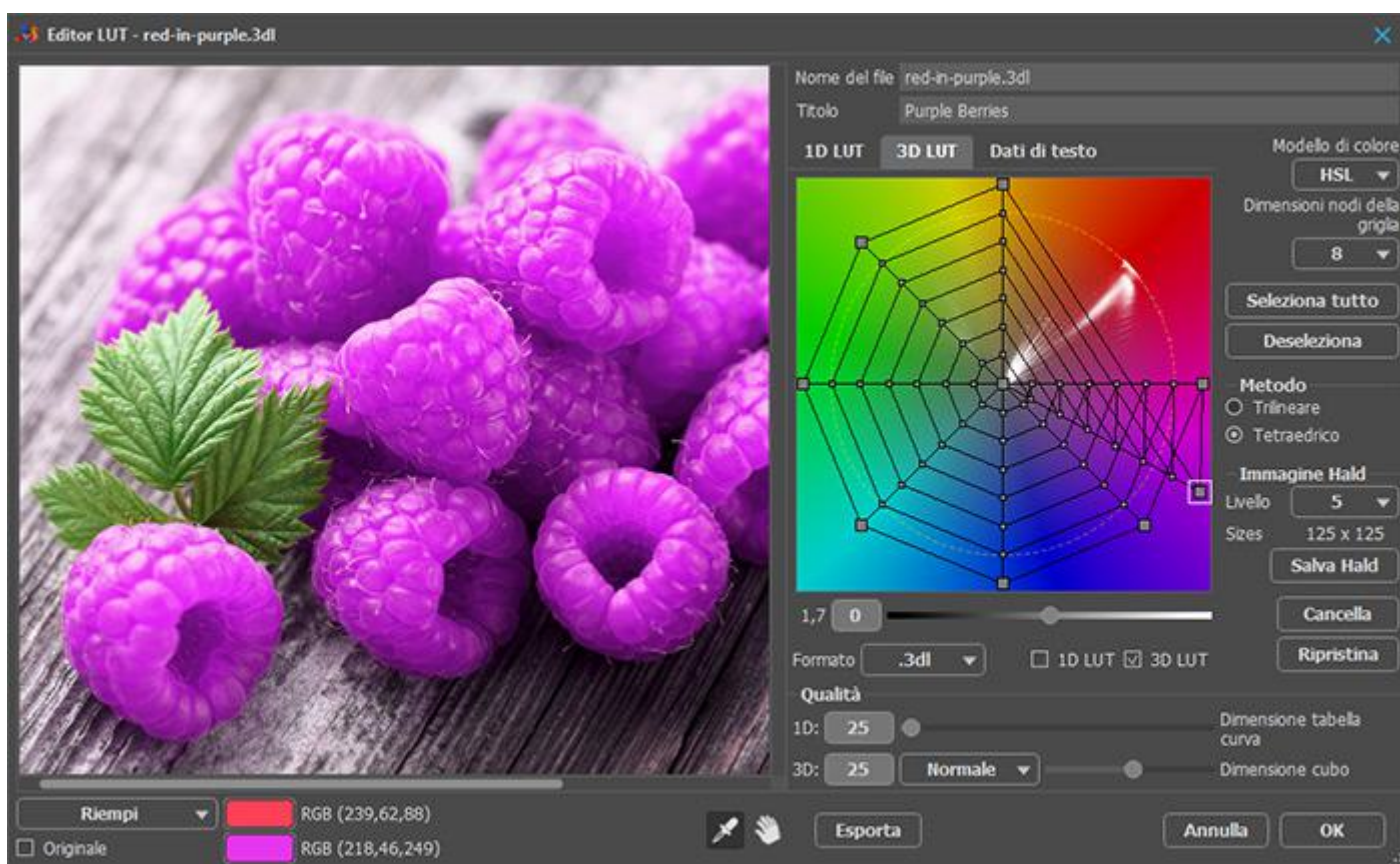 Editor LUT - red-in-purple.3dl
Nome del file red-in-purple.3dl
Titolo Purple Berries
1D LUT 3D LUT Dati di testo
Modello di colore
HSL
Dimensioni nodi della
griglia
8
Seleziona tutto
Deseleziona
Metodo
Trilineare
Tetraedrico
Immagine Hald
Livello 5
Sizes 125 x 125
Salva Hald
1,7 0
Cancella
Formato .3dl 1D LUT 3D LUT
Ripristina
Qualità
1D: 25 Dimensione tabella
curva
3D: 25 Normale Dimensione cubo
Riempi RGB (239,62,88)
Originale RGB (218,46,249)
Esporta Annulla OK